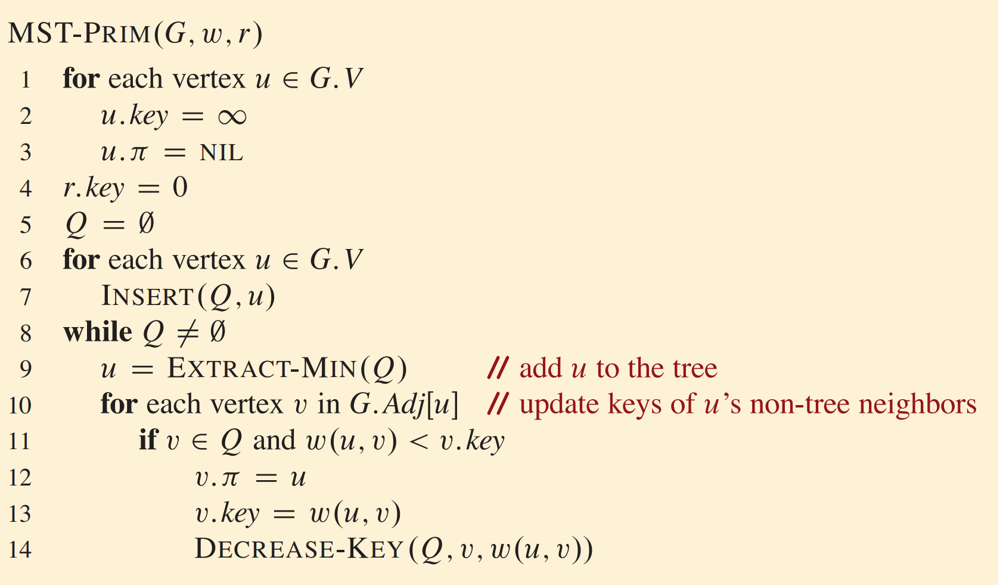 MST-PRIM(G, w, r)
1 for each vertex u ∈ G.V
2 u.key = ∞
3 u.π = NIL
4 r.key = 0
5 Q = ∅
6 for each vertex u ∈ G.V
7 INSERT(Q, u)
8 while Q ≠ ∅
9 u = EXTRACT-MIN(Q) // add u to the tree
10 for each vertex v in G.Adj[u] // update keys of u's non-tree neighbors
11 if v ∈ Q and w(u, v) < v.key
12 v.π = u
13 v.key = w(u, v)
14 DECREASE-KEY(Q, v, w(u, v))